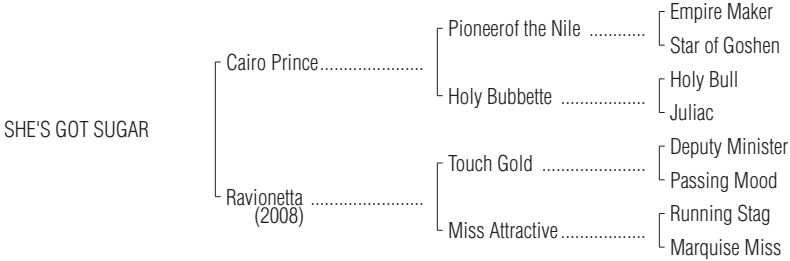 Empire Maker
Pioneerof the Nile ............
Star of Goshen
Cairo Prince......................
Holy Bull
Holy Bubbette ..................
Juliac
SHE'S GOT SUGAR
Deputy Minister
Touch Gold ......................
Passing Mood
Ravionetta ........................
(2008)
Running Stag
Miss Attractive..................
Marquise Miss